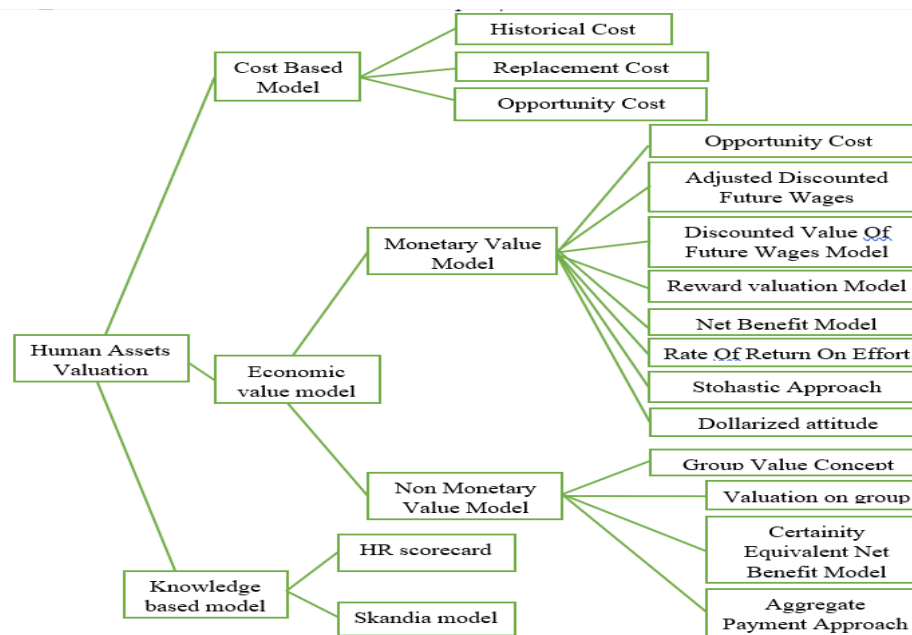 Historical Cost
Cost Based
Model
Replacement Cost
Opportunity Cost
Opportunity Cost
Adjusted Discounted
Future Wages
Monetary Value
Model
Discounted Value Of
Future Wages Model
Reward valuation Model
Net Benefit Model
Human Assets
Valuation
Rate Of Return On Effort
Economic
value model
Stohastic Approach
Dollarized attitude
Group Value Concept
Non Monetary
Value Model
Valuation on group
Certainity
Equivalent Net
Benefit Model
HR scorecard
Knowledge
based model
Skandia model
Aggregate
Payment Approach